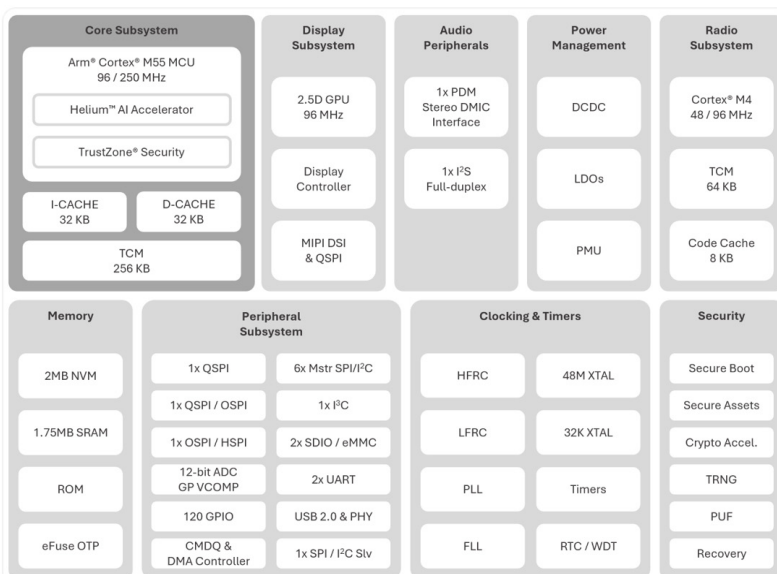 Core Subsystem
Arm® Cortex® M55 MCU
96 / 250 MHz
Helium™ AI Accelerator
TrustZone® Security
I-CACHE
32 KB
D-CACHE
32 KB
TCM
256 KB
Display
Subsystem
2.5D GPU
96 MHz
Display
Controller
MIPI DSI
& QSPI
Audio
Peripherals
1x PDM
Stereo DMIC
Interface
1x I²S
Full-duplex
Power
Management
DCDC
LDOs
PMU
Radio
Subsystem
Cortex® M4
48 / 96 MHz
TCM
64 KB
Code Cache
8 KB
Memory
2MB NVM
1.75MB SRAM
ROM
eFuse OTP
Peripheral
Subsystem
1x QSPI
6x Mstr SPI/I²C
1x QSPI / OSPI
1x I³C
1x OSPI / HSPI
2x SDIO / eMMC
12-bit ADC
GP VCOMP
2x UART
120 GPIO
USB 2.0 & PHY
CMDQ &
DMA Controller
1x SPI / I²C Slv
Clocking & Timers
HFRC
48M XTAL
LFRC
32K XTAL
PLL
Timers
FLL
RTC / WDT
Security
Secure Boot
Secure Assets
Crypto Accel.
TRNG
PUF
Recovery